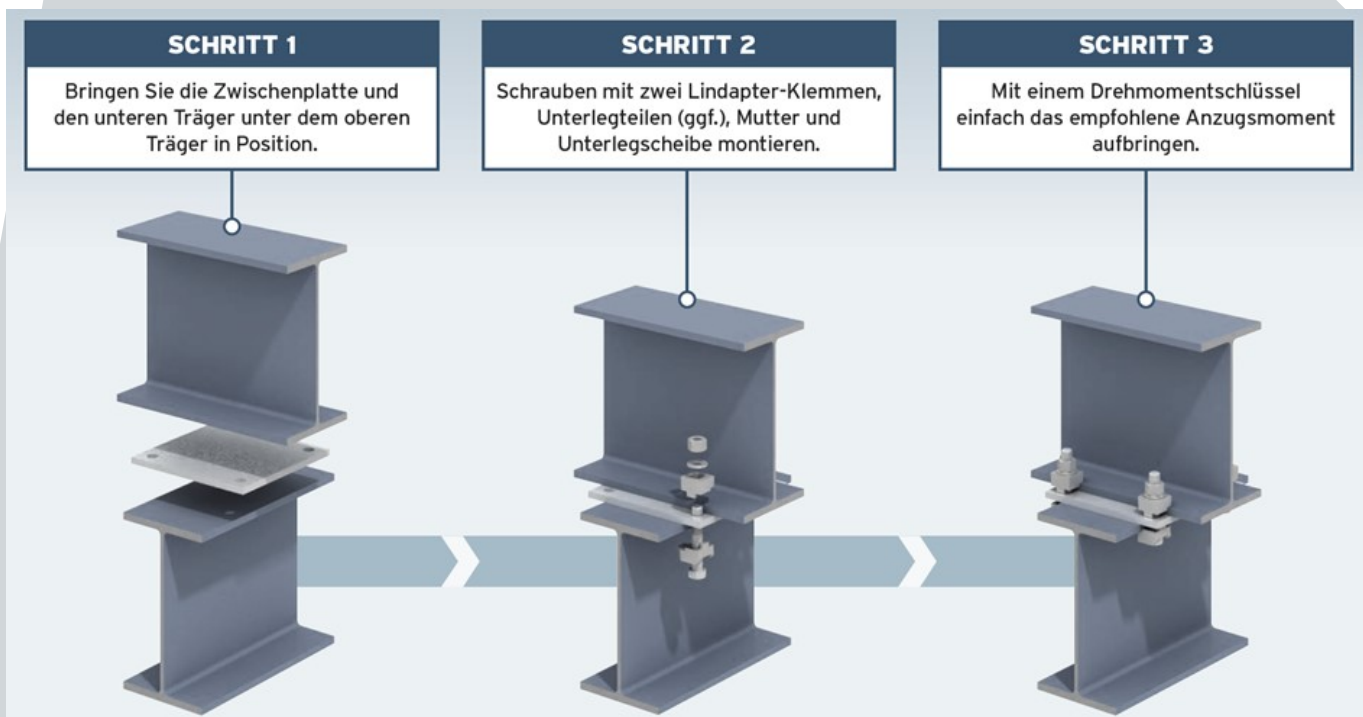 SCHRITT 1
Bringen Sie die Zwischenplatte und
den unteren Träger unter dem oberen
Träger in Position.
SCHRITT 2
Schrauben mit zwei Lindapter-Klemmen,
Unterlegteilen (ggf.), Mutter und
Unterlegscheibe montieren.
SCHRITT 3
Mit einem Drehmomentschlüssel
einfach das empfohlene Anzugsmoment
aufbringen.